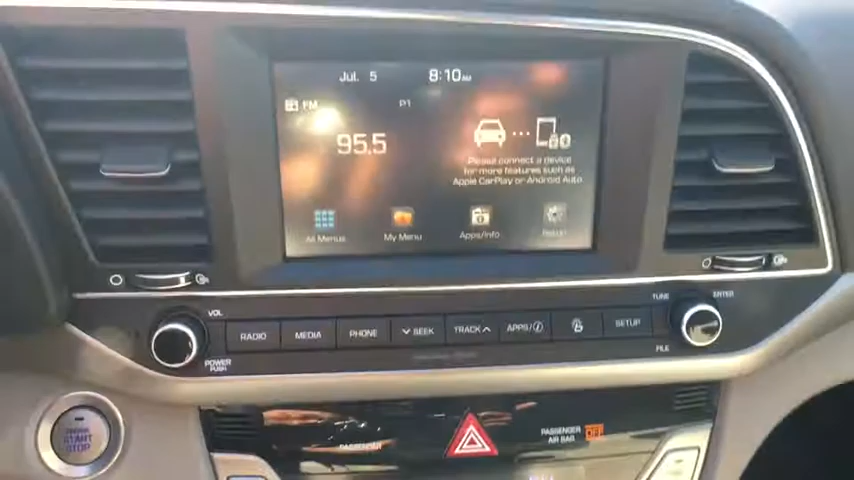 Jul. 5 8:10 AM
FM P1
95.5
Please connect a device
for more features such as
Apple CarPlay or Android Auto
All Menus My Menu Apps/Info
VOL
POWER
PUSH
RADIO MEDIA PHONE SEEK TRACK APPS/ SETUP
TUNE
FILE
ENTER
ENGINE
START
STOP
PASSENGER
AIR BAG OFF